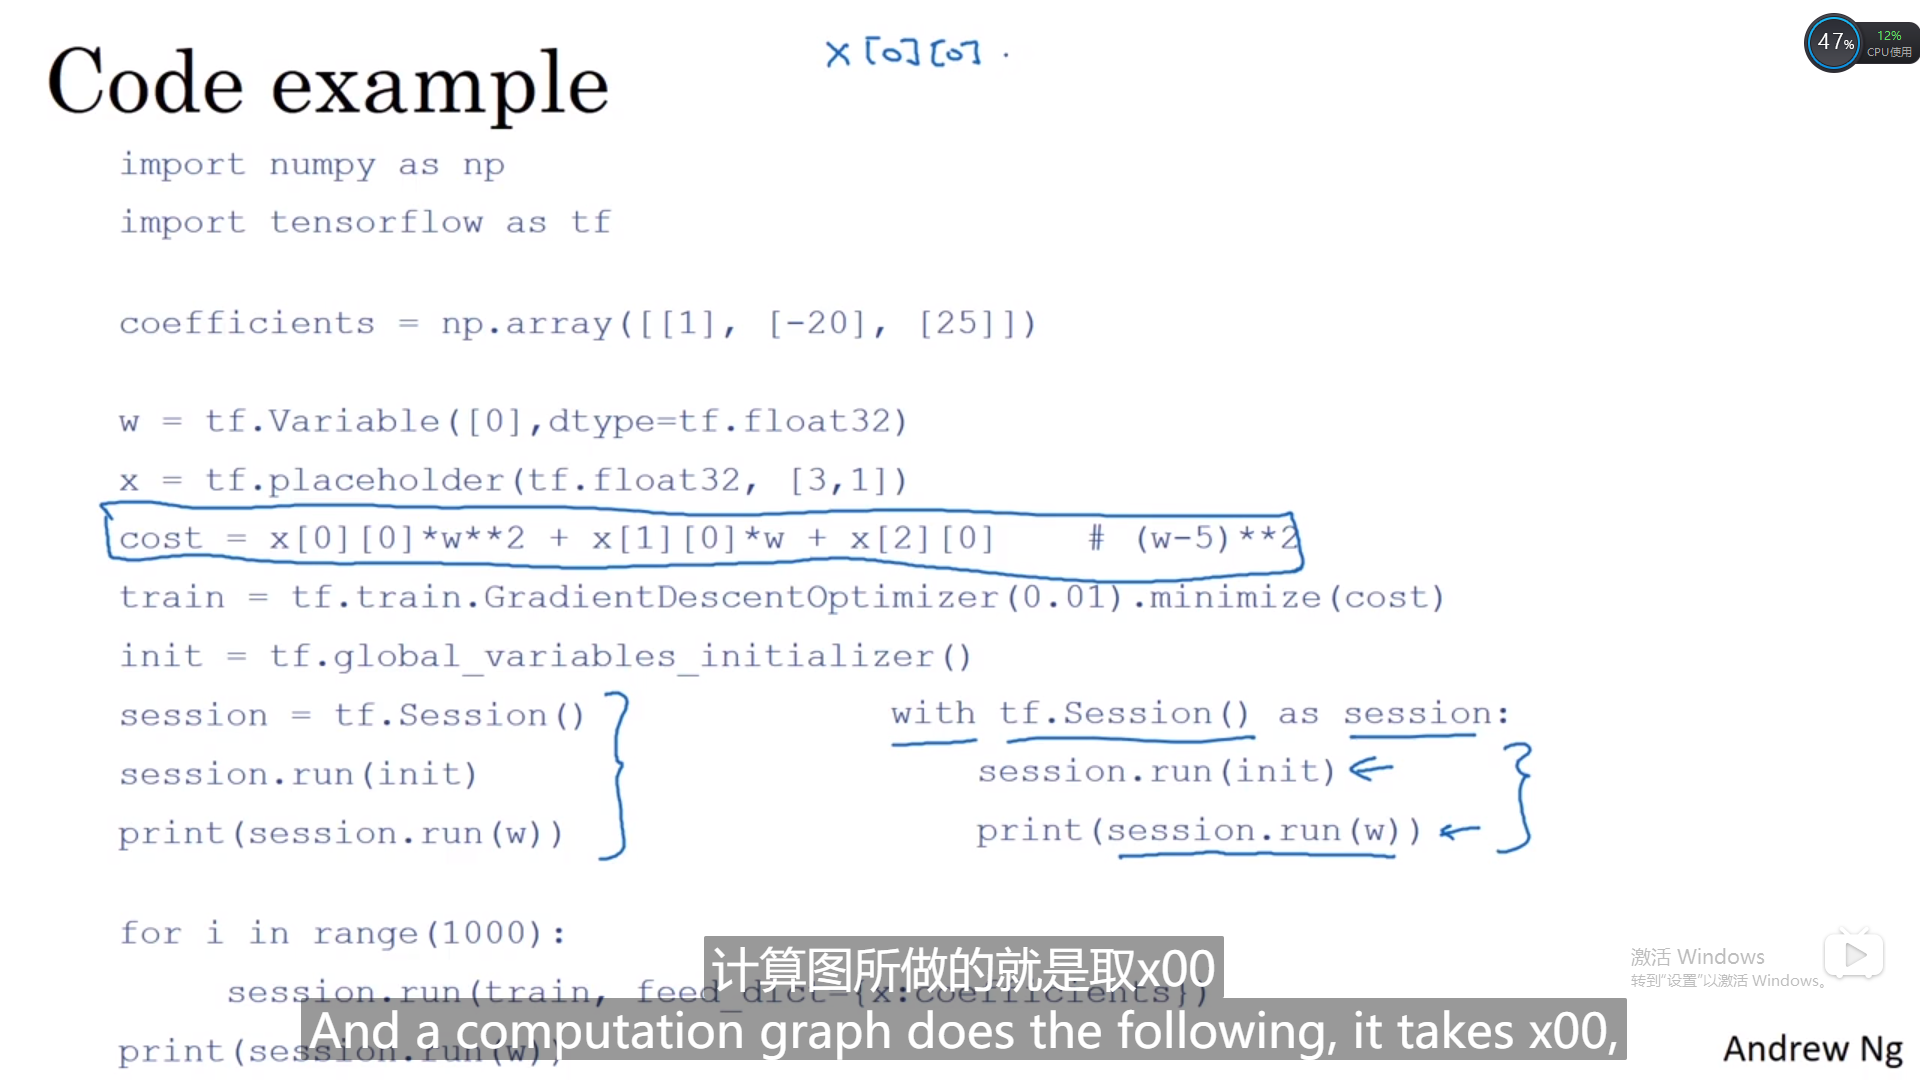 Code example
x[0][0]
47%
12%
CPU使用
import numpy as np
import tensorflow as tf
coefficients = np.array([[1], [-20], [25]])
w = tf.Variable([0],dtype=tf.float32)
x = tf.placeholder(tf.float32, [3,1])
cost = x[0][0]*w**2 + x[1][0]*w + x[2][0]    # (w-5)**2
train = tf.train.GradientDescentOptimizer(0.01).minimize(cost)
init = tf.global_variables_initializer()
session = tf.Session()
session.run(init)
print(session.run(w))
with tf.Session() as session:
session.run(init)
print(session.run(w))
for i in range(1000):
session.run(train, feed_dict={x:coefficients})
print(session.run(w))
计算图所做的就是取x00
And a computation graph does the following, it takes x00,
激活 Windows
转到“设置”以激活 Windows。
Andrew Ng